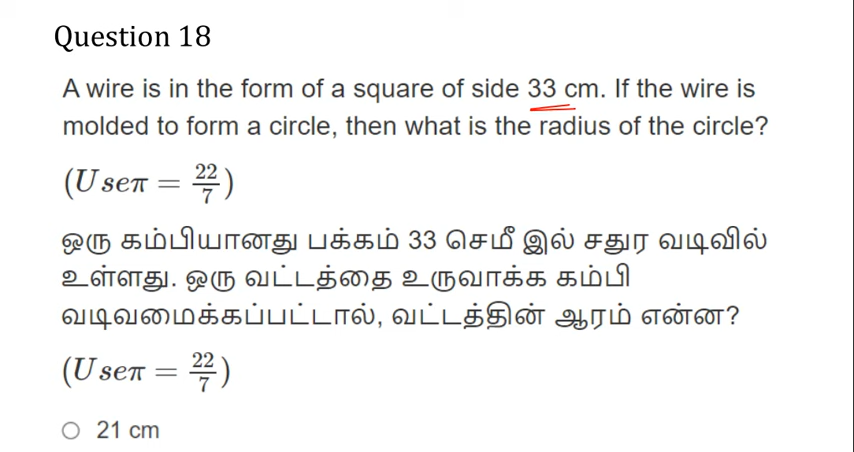 Question 18
A wire is in the form of a square of side 33 cm. If the wire is
molded to form a circle, then what is the radius of the circle?
(Useπ = 22/7)
ஒரு கம்பியானது பக்கம் 33 செமீ இல் சதுர வடிவில்
உள்ளது. ஒரு வட்டத்தை உருவாக்க கம்பி
வடிவமைக்கப்பட்டால், வட்டத்தின் ஆரம் என்ன?
(Useπ = 22/7)
21 cm